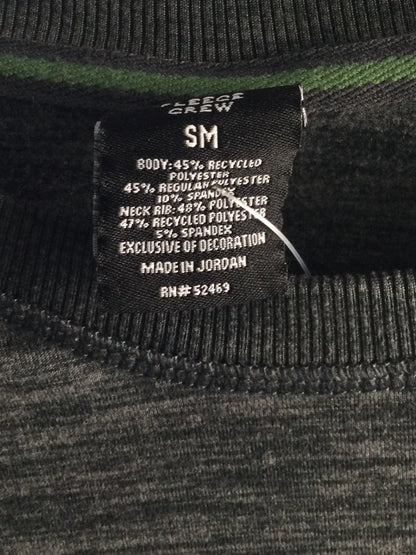 FLEECE
CREW
SM
BODY: 45% RECYCLED
POLYESTER
45% REGULAR POLYESTER
10% SPANDEX
NECK RIB: 48% POLYESTER
47% RECYCLED POLYESTER
5% SPANDEX
EXCLUSIVE OF DECORATION
MADE IN JORDAN
RN# 52469